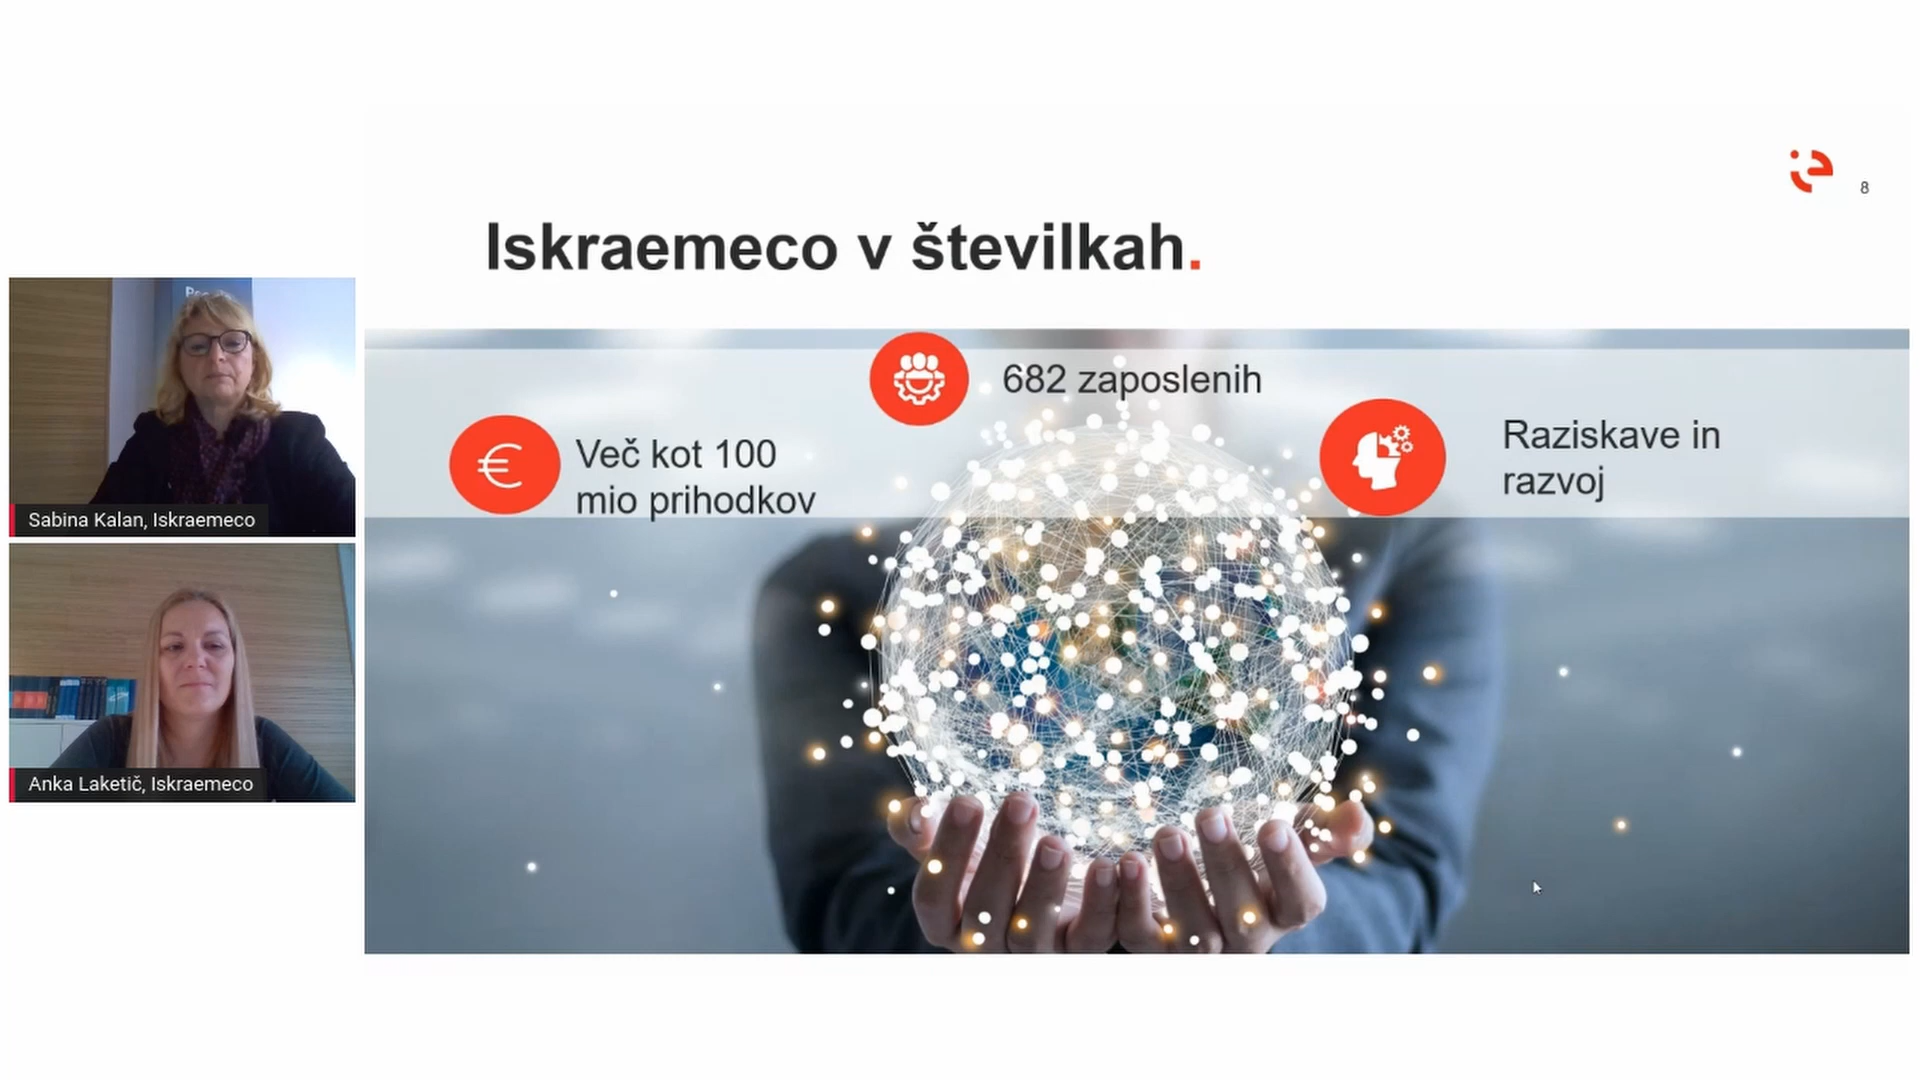 8
Iskraemeco v številkah.
682 zaposlenih
Več kot 100
mio prihodkov
Raziskave in
razvoj
Sabina Kalan, Iskraemeco
Anka Laketič, Iskraemeco